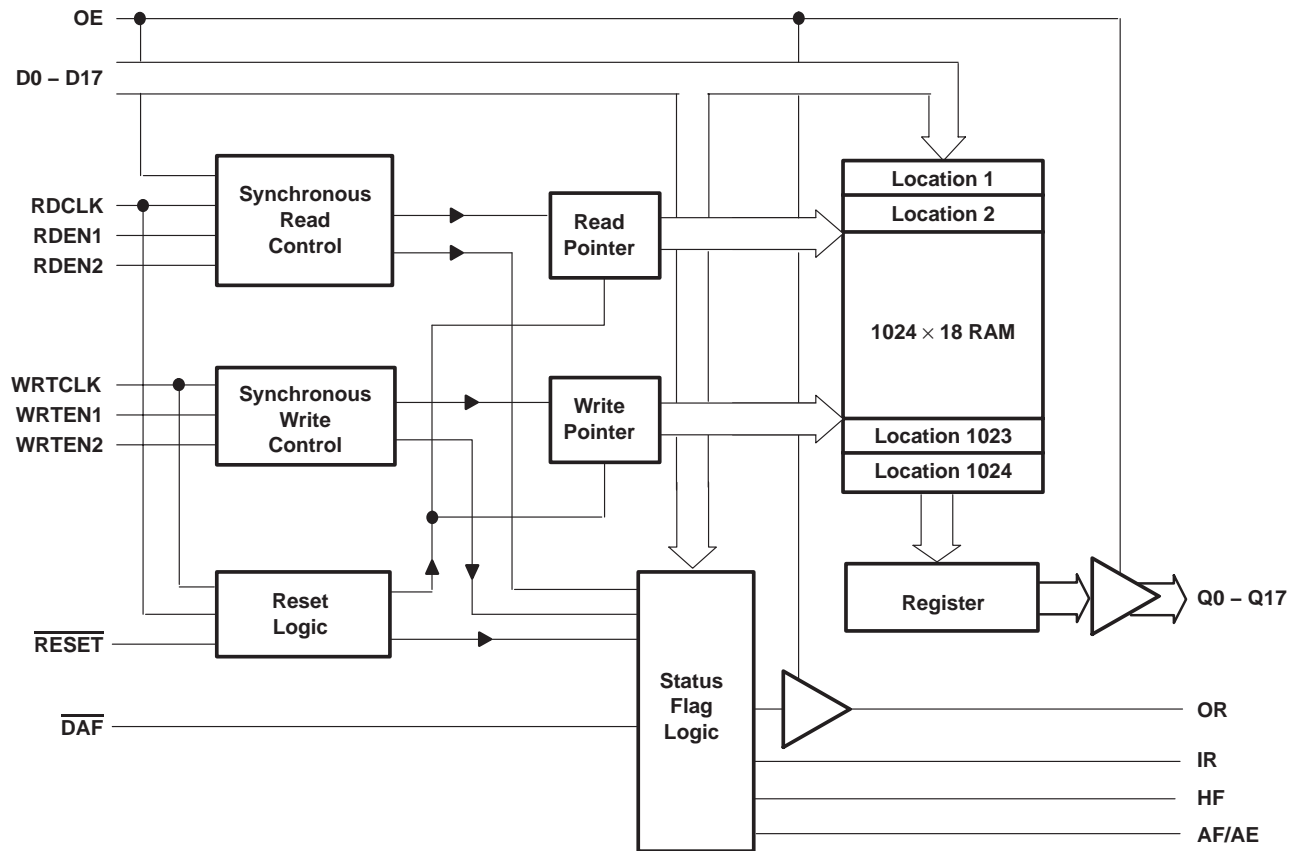 OE
D0 – D17
RDCLK
RDEN1
RDEN2
Synchronous
Read
Control
Read
Pointer
Location 1
Location 2
1024 × 18 RAM
Location 1023
Location 1024
WRTCLK
WRTEN1
WRTEN2
Synchronous
Write
Control
Write
Pointer
Reset
Logic
RESET
DAF
Status
Flag
Logic
Register
Q0 – Q17
OR
IR
HF
AF/AE